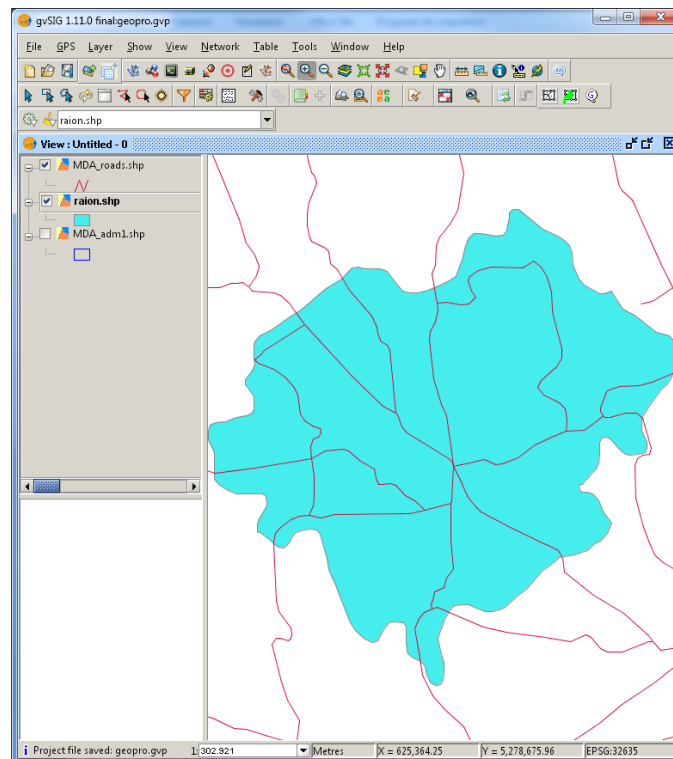 gvSIG 1.11.0 final:geopro.gvp
File GPS Layer Show View Network Table Tools Window Help
raion.shp
View : Untitled - 0
MDA_roads.shp
raion.shp
MDA_adm1.shp
Project file saved: geopro.gvp 1: 302.921 Metres X = 625,364.25 Y = 5,278,675.96 EPSG:32635